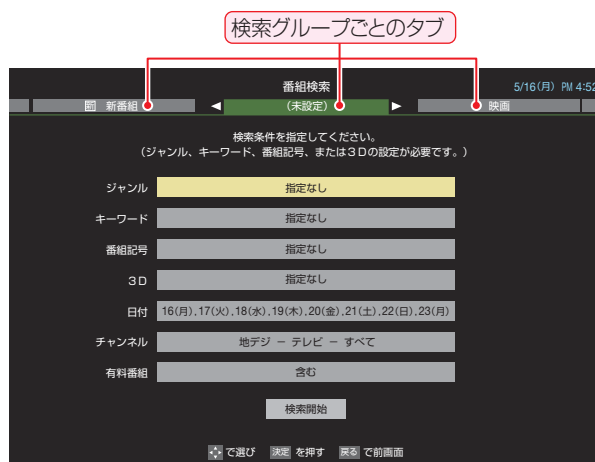 検索グループごとのタブ
番組検索 5/16(月) PM 4:52
新番組 ◀ (未設定) ▶ 映画
検索条件を指定してください。
(ジャンル、キーワード、番組記号、または3Dの設定が必要です。)
ジャンル 指定なし
キーワード 指定なし
番組記号 指定なし
3D 指定なし
日付 16(月),17(火),18(水),19(木),20(金),21(土),22(日),23(月)
チャンネル 地デジ － テレビ － すべて
有料番組 含む
検索開始
で選び 決定 を押す 戻る で前画面